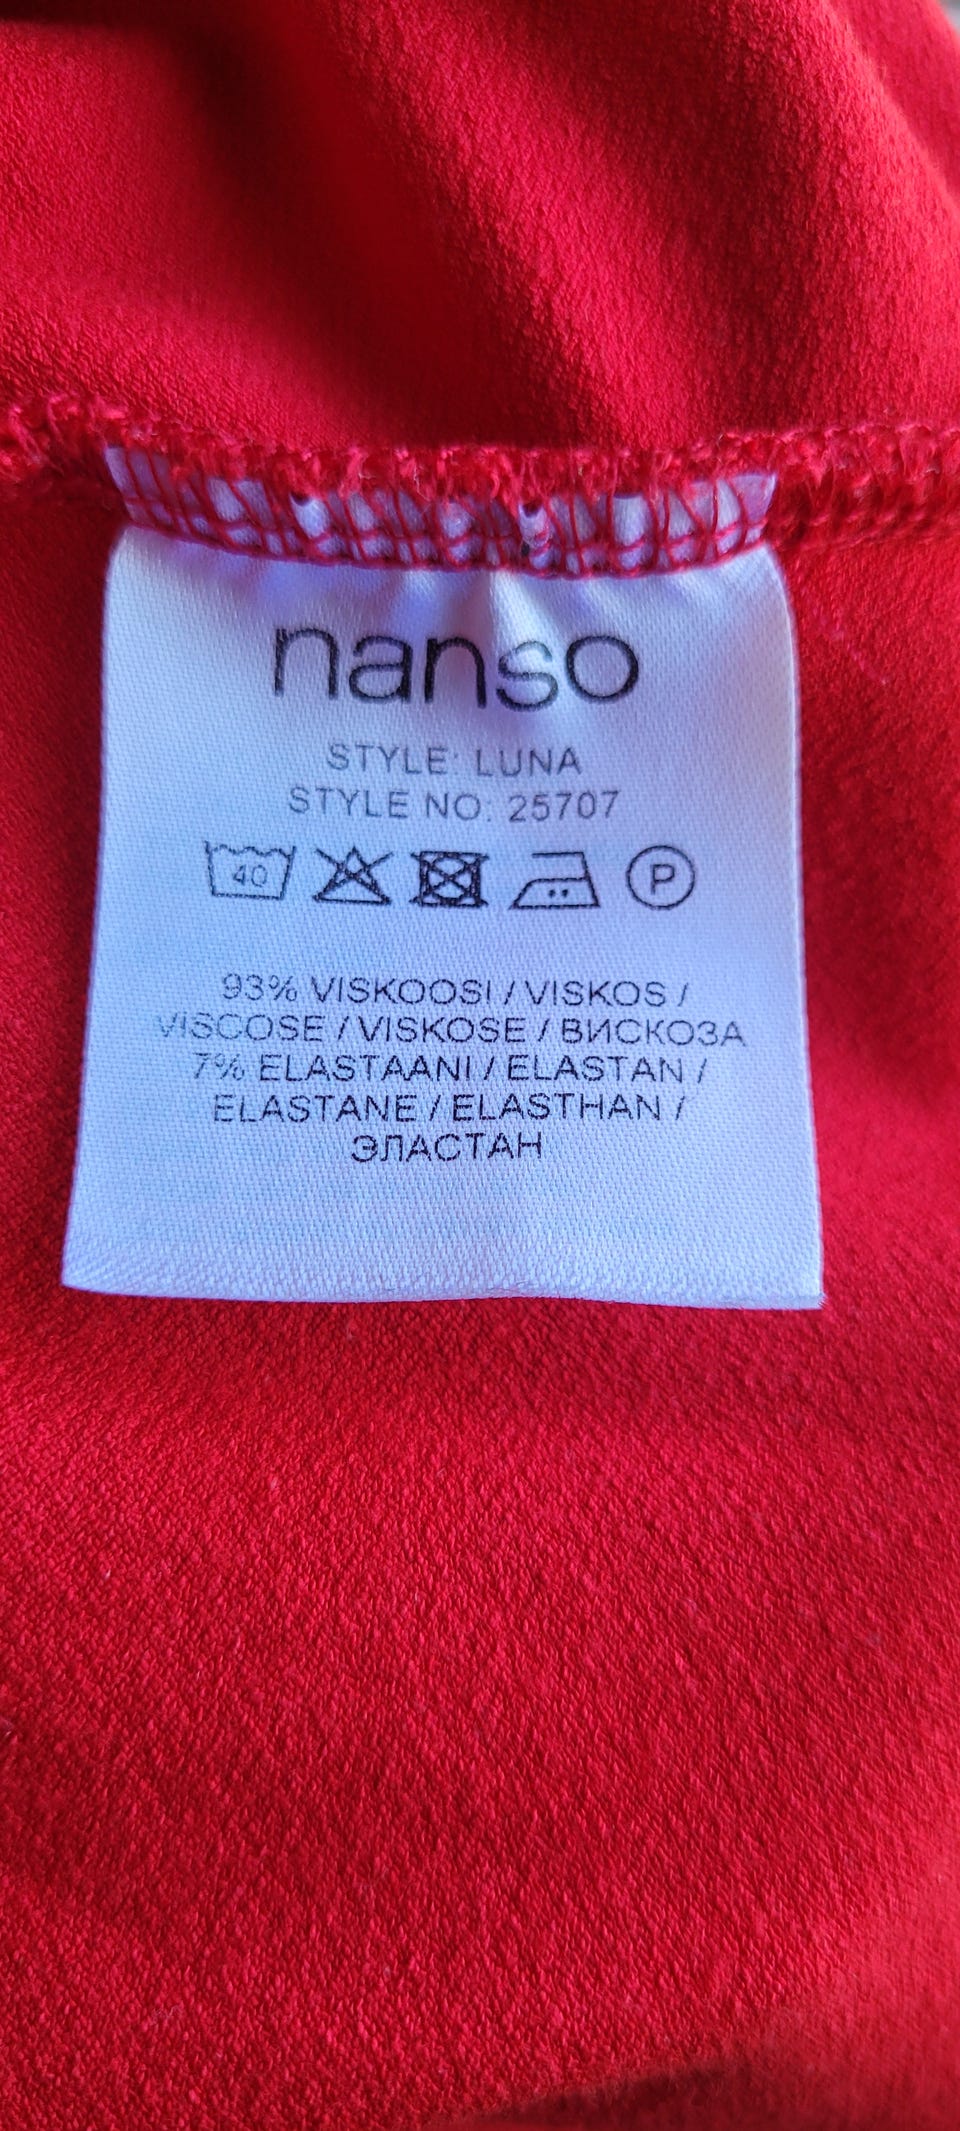 nanso
STYLE: LUNA
STYLE NO: 25707
40 P
93% VISKOOSI / VISKOS /
VISCOSE / VISKOSE / ВИСКОЗА
7% ELASTAANI / ELASTAN /
ELASTANE / ELASTHAN /
ЭЛАСТАН